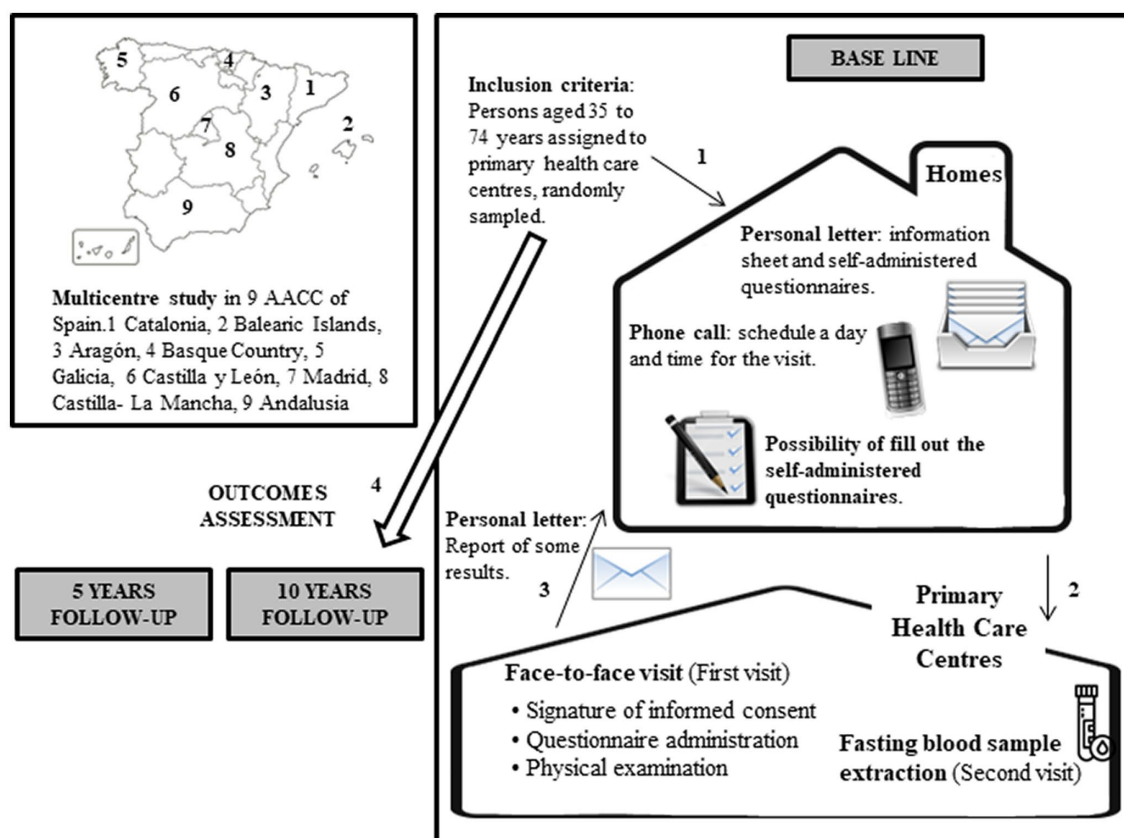 5
4
1
3
6
2
7
8
9
Multicentre study in 9 AACC of
Spain.1 Catalonia, 2 Balearic Islands,
3 Aragón, 4 Basque Country, 5
Galicia, 6 Castilla y León, 7 Madrid, 8
Castilla- La Mancha, 9 Andalusia
BASE LINE
Inclusion criteria:
Persons aged 35 to
74 years assigned to
primary health care
centres, randomly
sampled.
1
Homes
Personal letter: information
sheet and self-administered
questionnaires.
Phone call: schedule a day
and time for the visit.
Possibility of fill out the
self-administered
questionnaires.
2
Primary
Health Care
Centres
Face-to-face visit (First visit)
• Signature of informed consent
• Questionnaire administration
• Physical examination
Fasting blood sample
extraction (Second visit)
Personal letter:
Report of some
results.
3
4
OUTCOMES
ASSESSMENT
5 YEARS
FOLLOW-UP
10 YEARS
FOLLOW-UP